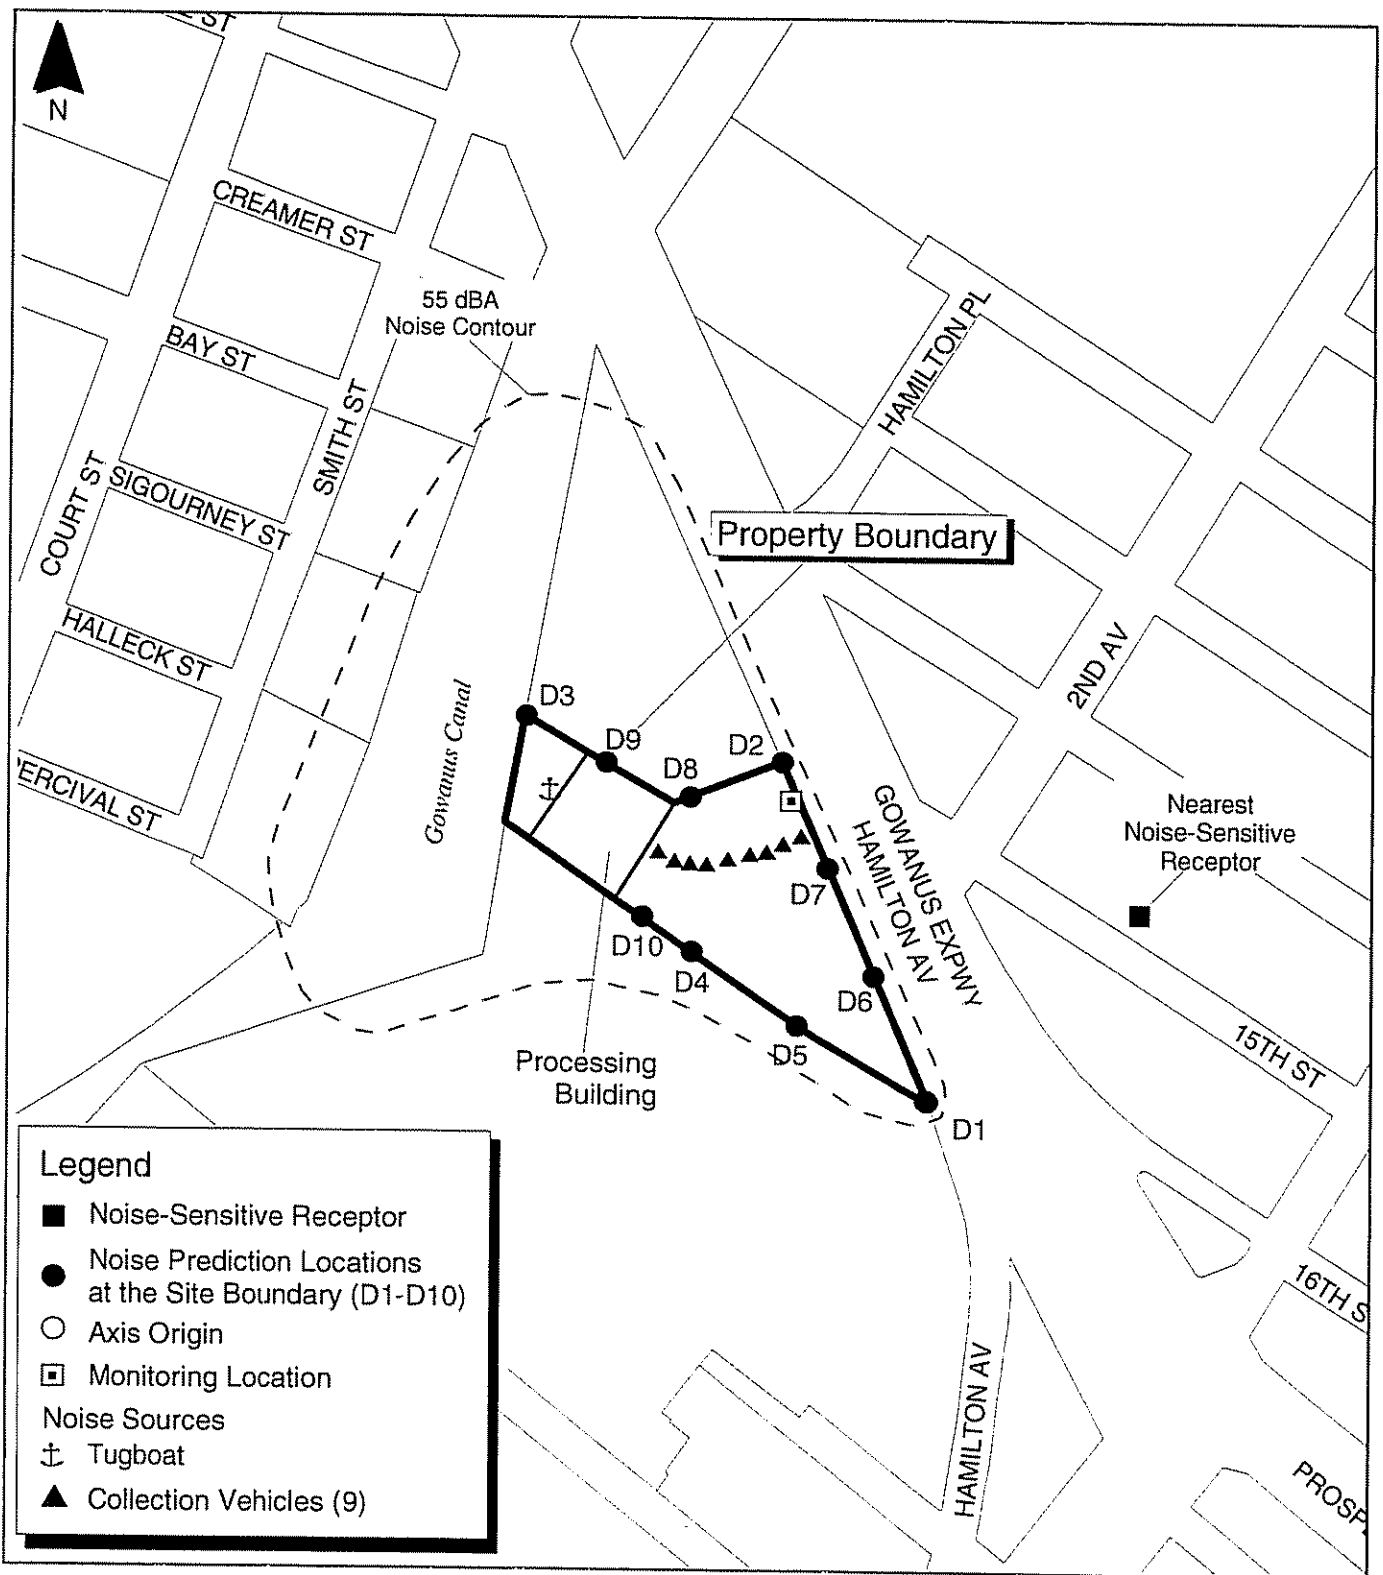 N
CREAMER ST
55 dBA
Noise Contour
BAY ST
SMITH ST
HAMILTON PL
COURT ST
SIGOURNEY ST
Property Boundary
HALLECK ST
2ND AV
D3
Gowanus Canal
D9
D2
D8
PERCIVAL ST
GOWANUS EXPWY
HAMILTON AV
Nearest
Noise-Sensitive
Receptor
D7
D10
D4
D6
D5
15TH ST
Processing
Building
D1
Legend
Noise-Sensitive Receptor
Noise Prediction Locations
at the Site Boundary (D1-D10)
Axis Origin
Monitoring Location
Noise Sources
Tugboat
Collection Vehicles (9)
16TH S
HAMILTON AV
PROSP